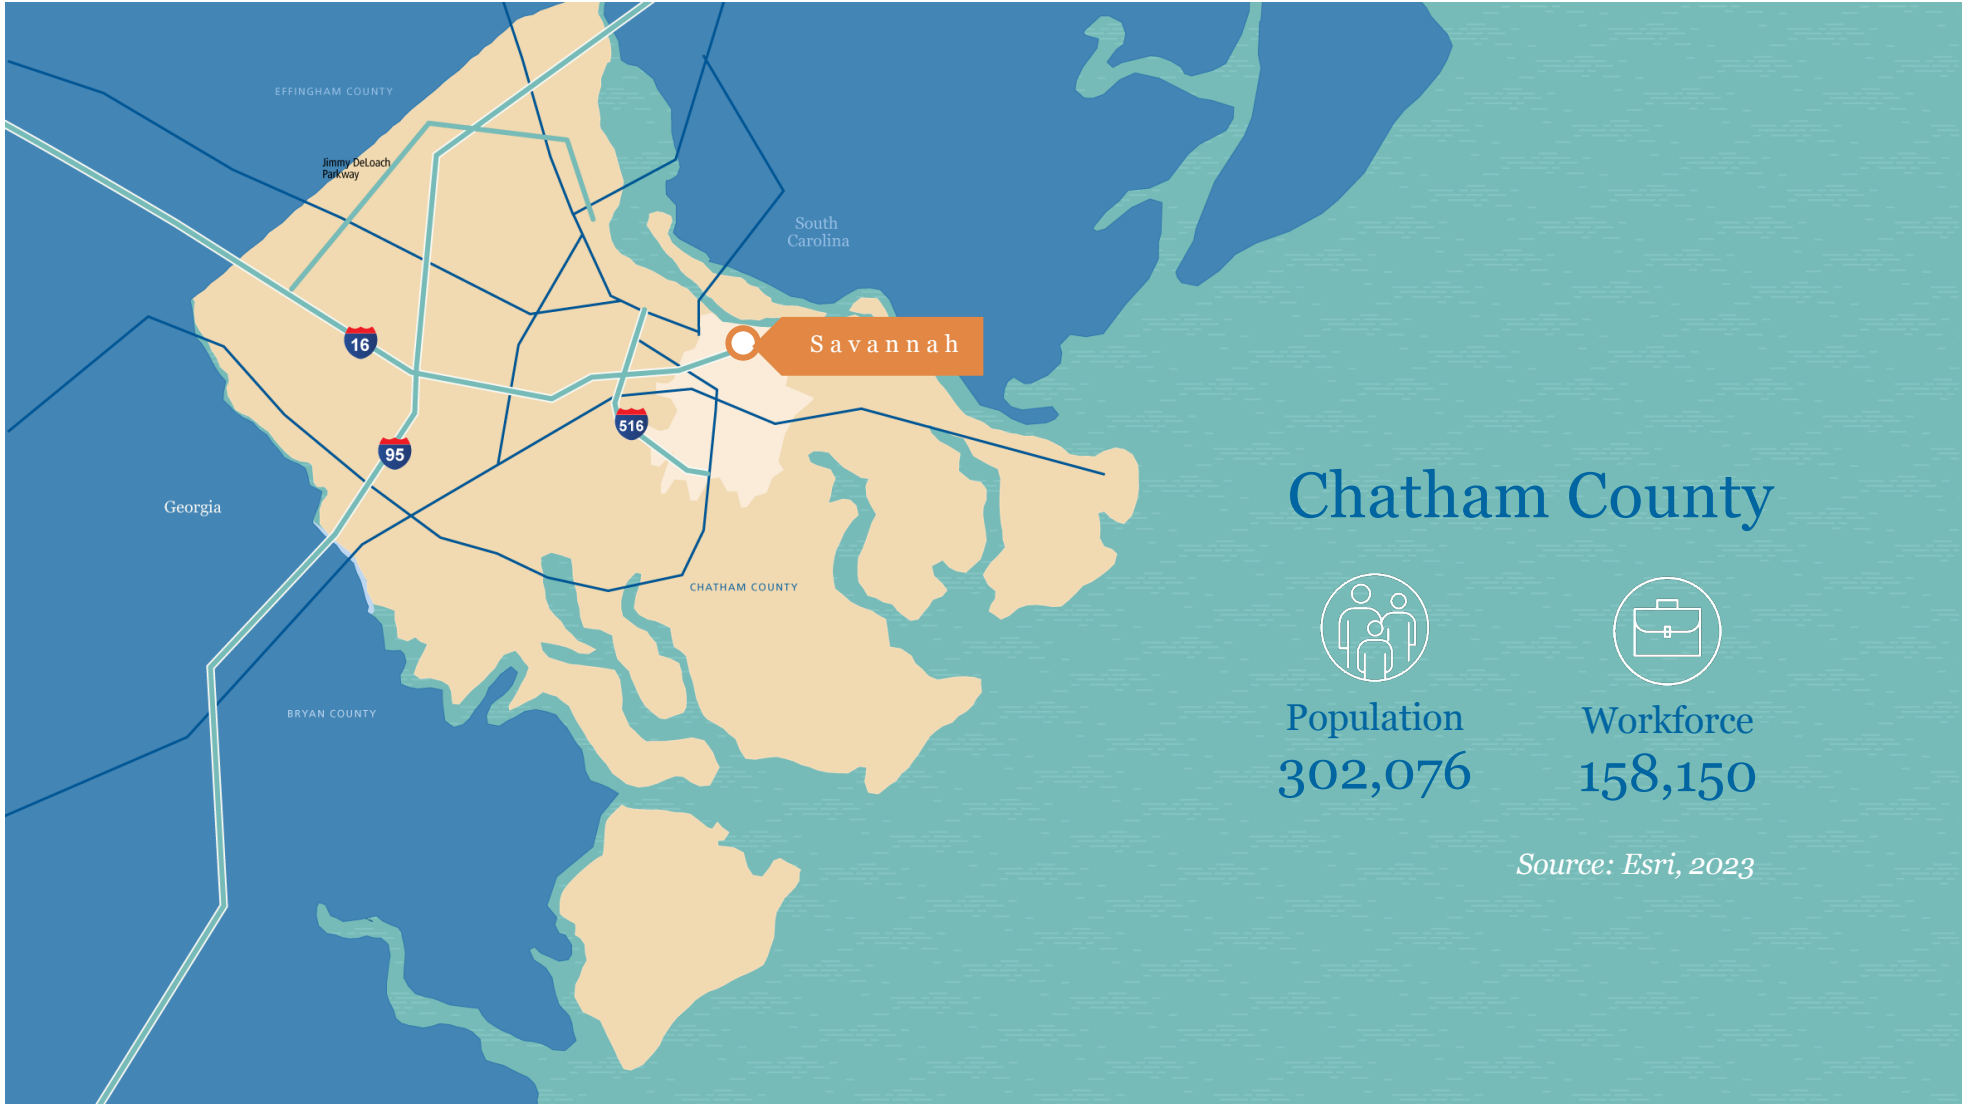 EFFINGHAM COUNTY
Jimmy DeLoach
Parkway
South
Carolina
16
Savannah
516
95
Georgia
CHATHAM COUNTY
BRYAN COUNTY
Chatham County
Population
302,076
Workforce
158,150
Source: Esri, 2023